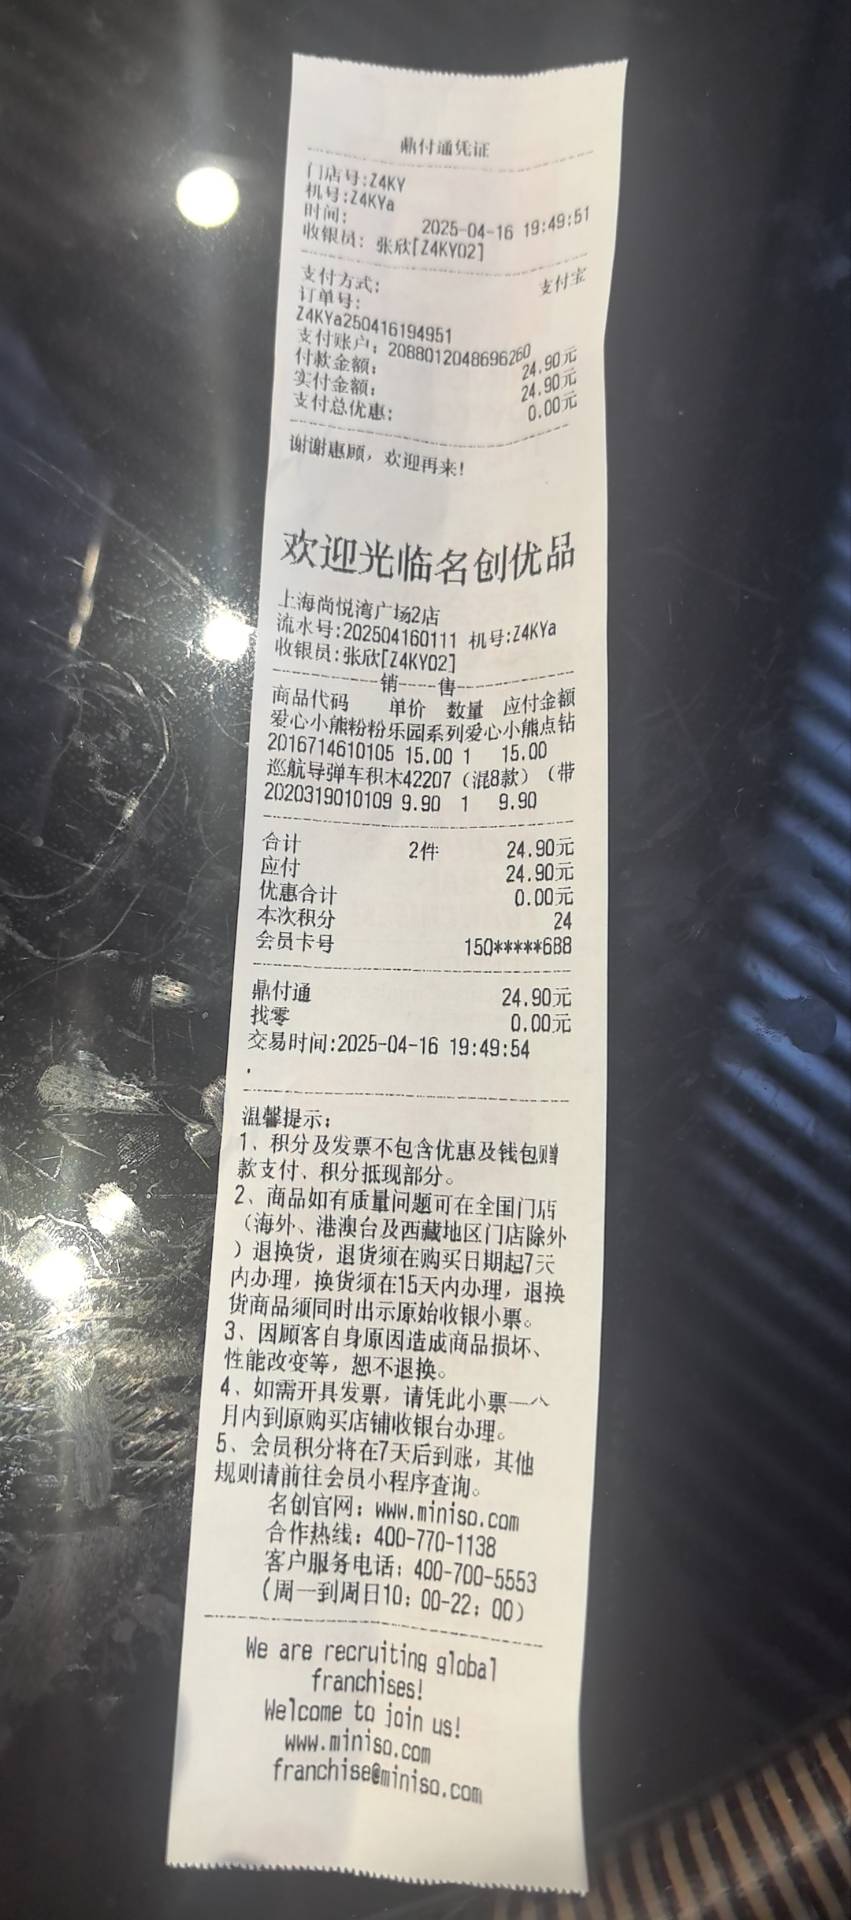 鼎付通凭证
门店号:Z4KY
机号:Z4KYa
时间: 2025-04-16 19:49:51
收银员: 张欣[Z4KY02]
支付方式: 支付宝
订单号:
Z4KYa250416194951
支付账户: 2088012048696260
付款金额: 24.90元
实付金额: 24.90元
支付总优惠: 0.00元
谢谢惠顾，欢迎再来!
欢迎光临名创优品
上海尚悦湾广场2店
流水号:202504160111 机号:Z4KYa
收银员:张欣[Z4KY02]
销----售
商品代码 单价 数量 应付金额
爱心小熊粉粉乐园系列爱心小熊点钻
2016714610105 15.00 1 15.00
巡航导弹车积木42207（混8款）（带
2020319010109 9.90 1 9.90
合计 2件 24.90元
应付 24.90元
优惠合计 0.00元
本次积分 24
会员卡号 150*****688
鼎付通 24.90元
找零 0.00元
交易时间:2025-04-16 19:49:54
.
温馨提示:
1、积分及发票不包含优惠及钱包赠
款支付、积分抵现部分。
2、商品如有质量问题可在全国门店
（海外、港澳台及西藏地区门店除外
）退换货，退货须在购买日期起7天
内办理，换货须在15天内办理，退换
货商品须同时出示原始收银小票。
3、因顾客自身原因造成商品损坏、
性能改变等，恕不退换。
4、如需开具发票，请凭此小票一个
月内到原购买店铺收银台办理。
5、会员积分将在7天后到账，其他
规则请前往会员小程序查询。
名创官网: www.miniso.com
合作热线: 400-770-1138
客户服务电话: 400-700-5553
(周一到周日10: 00-22: 00)
We are recruiting global
franchises!
Welcome to join us!
www.miniso.com
franchise@miniso.com